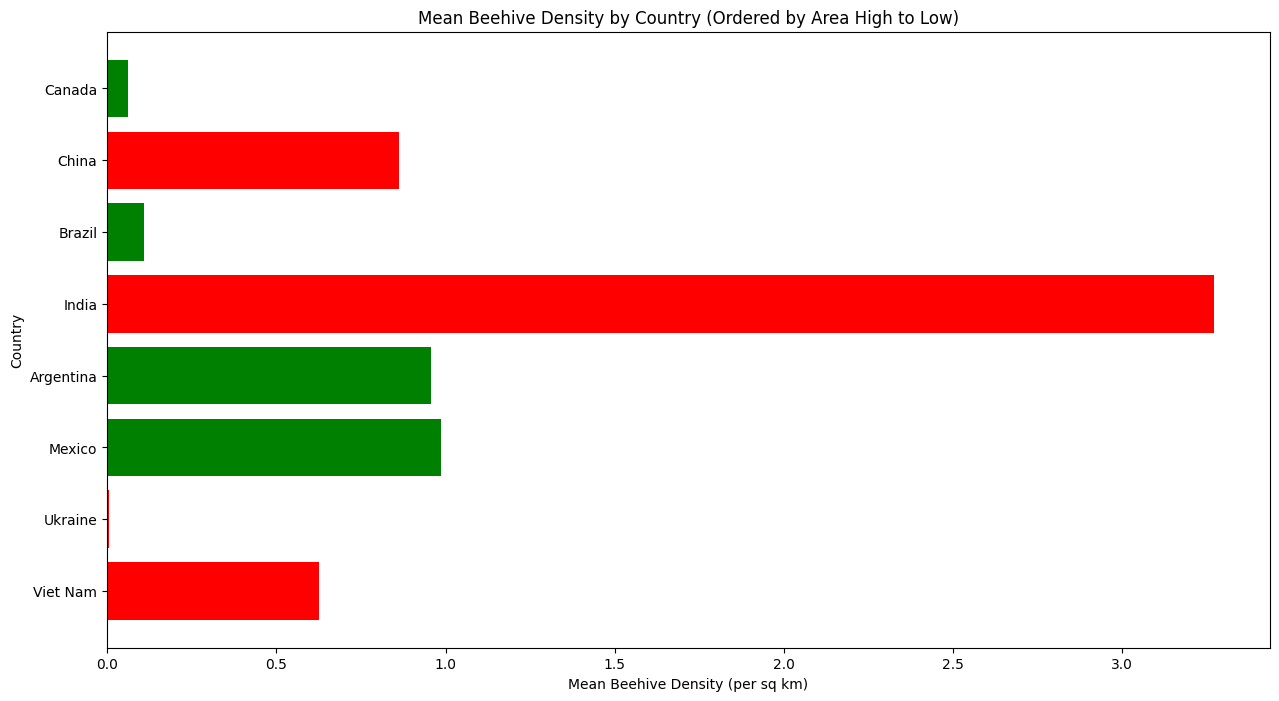 Mean Beehive Density by Country (Ordered by Area High to Low)
Country
Canada
China
Brazil
India
Argentina
Mexico
Ukraine
Viet Nam
0.0 0.5 1.0 1.5 2.0 2.5 3.0
Mean Beehive Density (per sq km)